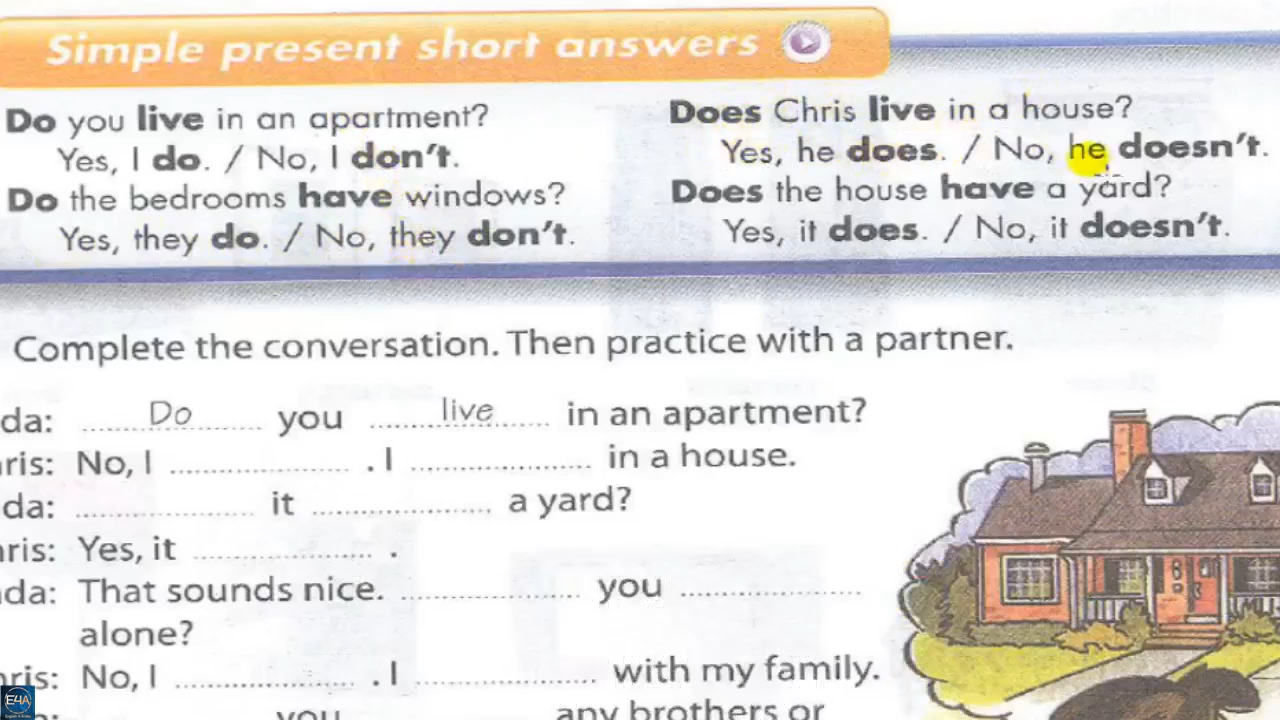 Simple present short answers
Do you live in an apartment?
Yes, I do. / No, I don't.
Do the bedrooms have windows?
Yes, they do. / No, they don't.
Does Chris live in a house?
Yes, he does. / No, he doesn't.
Does the house have a yard?
Yes, it does. / No, it doesn't.
Complete the conversation. Then practice with a partner.
da: Do you live in an apartment?
ris: No, I .................... . I .................... in a house.
da: .................... it .................... a yard?
ris: Yes, it .................... .
da: That sounds nice. .................... you ....................
alone?
ris: No, I .................... . I .................... with my family.
you .................... any brothers or
E4A